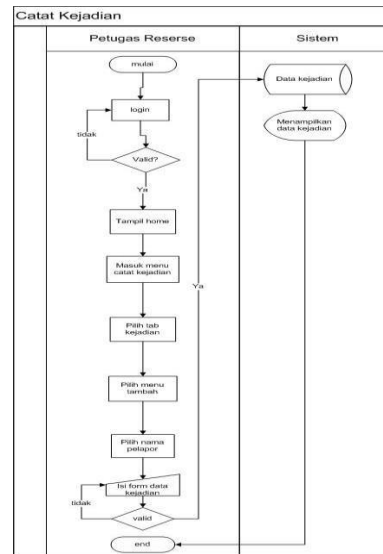 Catat Kejadian
Petugas Reserse
Sistem
mulai
login
tidak
Valid?
Ya
Tampil home
Masuk menu
catat kejadian
Pilih tab
kejadian
Pilih menu
tambah
Pilih nama
pelapor
Isi form data
kejadian
tidak
valid
end
Ya
Data kejadian
Menampilkan
data kejadian